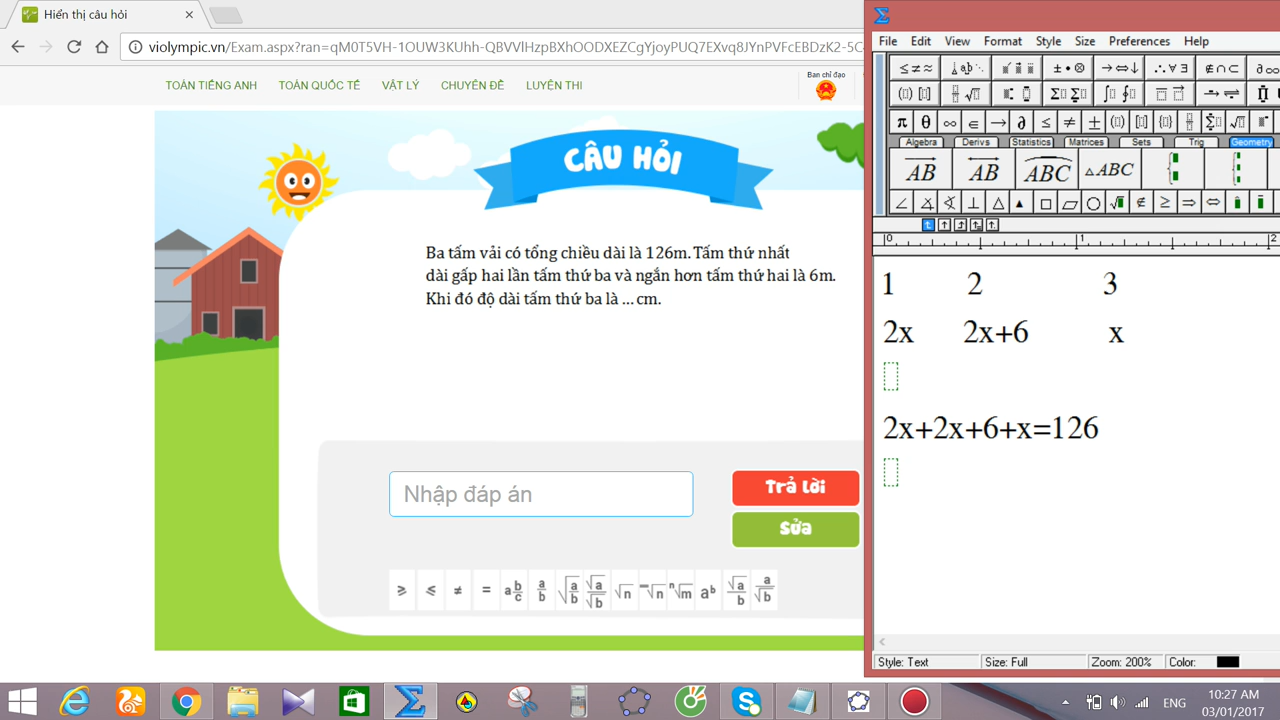 Hiển thị câu hỏi
violympic.vn/Exam.aspx?ran=qM0T5VH-1OUW3kUhh-QBVVlHzpBXhOODXEZCgYjoyPUQ7EXvq8JYnPVFcEBDzK2-5C
TOÁN TIẾNG ANH TOÁN QUỐC TẾ VẬT LÝ CHUYÊN ĐỀ LUYỆN THI
Ban chỉ đạo
CÂU HỎI
Ba tấm vải có tổng chiều dài là 126m. Tấm thứ nhất
dài gấp hai lần tấm thứ ba và ngắn hơn tấm thứ hai là 6m.
Khi đó độ dài tấm thứ ba là ... cm.
Nhập đáp án
Trả lời
Sửa
≥ ≤ ≠ = a b/c a/b √a/b √a/√b √n −√n ⁿ√m aᵇ √a/b a/√b
File Edit View Format Style Size Preferences Help
Algebra Derivs Statistics Matrices Sets Trig Geometry
AB AB ABC △ABC
0 1 2
1 2 3
2x 2x+6 x
2x+2x+6+x=126
Style: Text Size: Full Zoom: 200% Color:
ENG
10:27 AM
03/01/2017